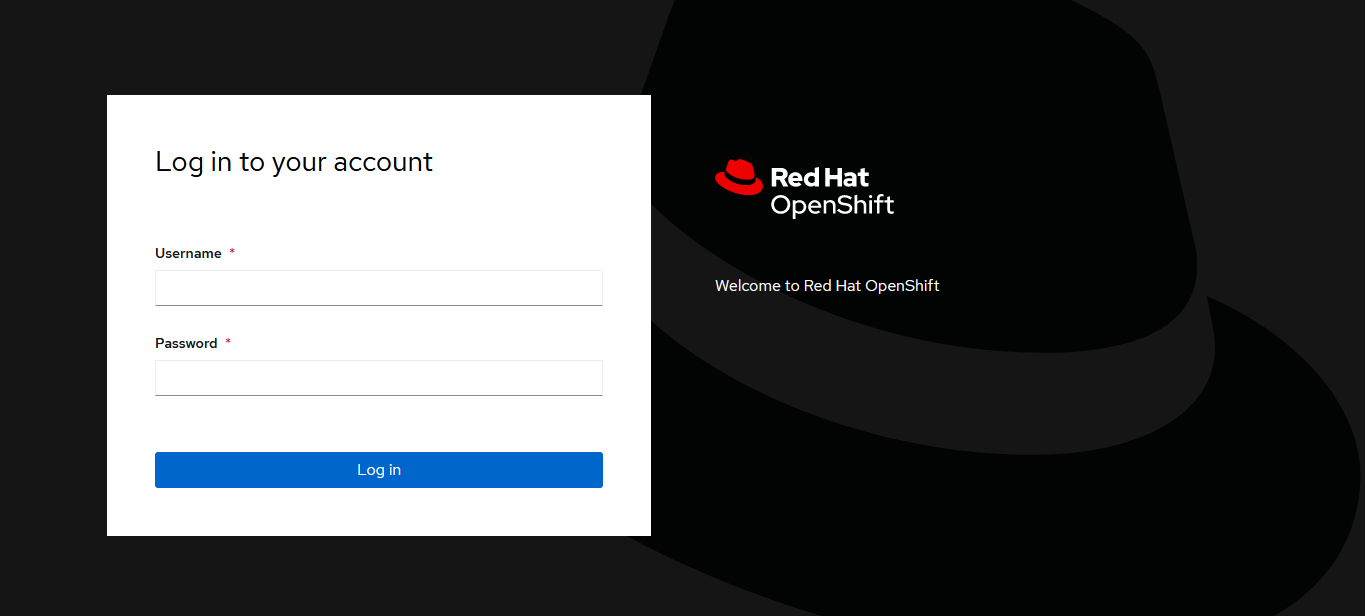 Log in to your account
Username *
Password *
Log in
Red Hat
OpenShift
Welcome to Red Hat OpenShift